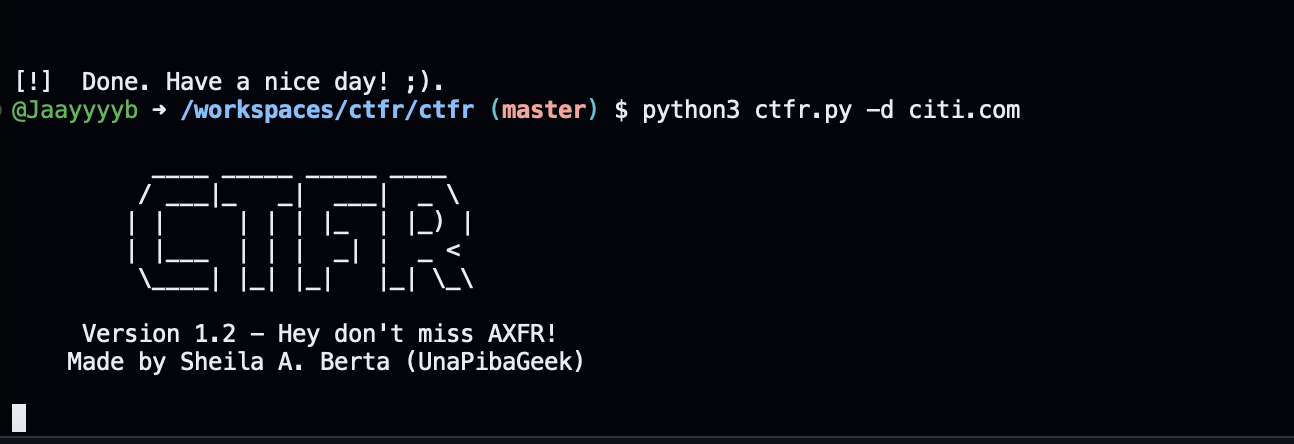 [!]  Done. Have a nice day! ;).
@Jaayyyyb ➜ /workspaces/ctfr/ctfr (master) $ python3 ctfr.py -d citi.com
          ____ _____ _____ ____
         / ___|_   _|  ___|  _ \
        | |     | | | |_  | |_) |
        | |___  | | |  _| |  _ <
         \____| |_| |_|   |_| \_\
     Version 1.2 - Hey don't miss AXFR!
    Made by Sheila A. Berta (UnaPibaGeek)